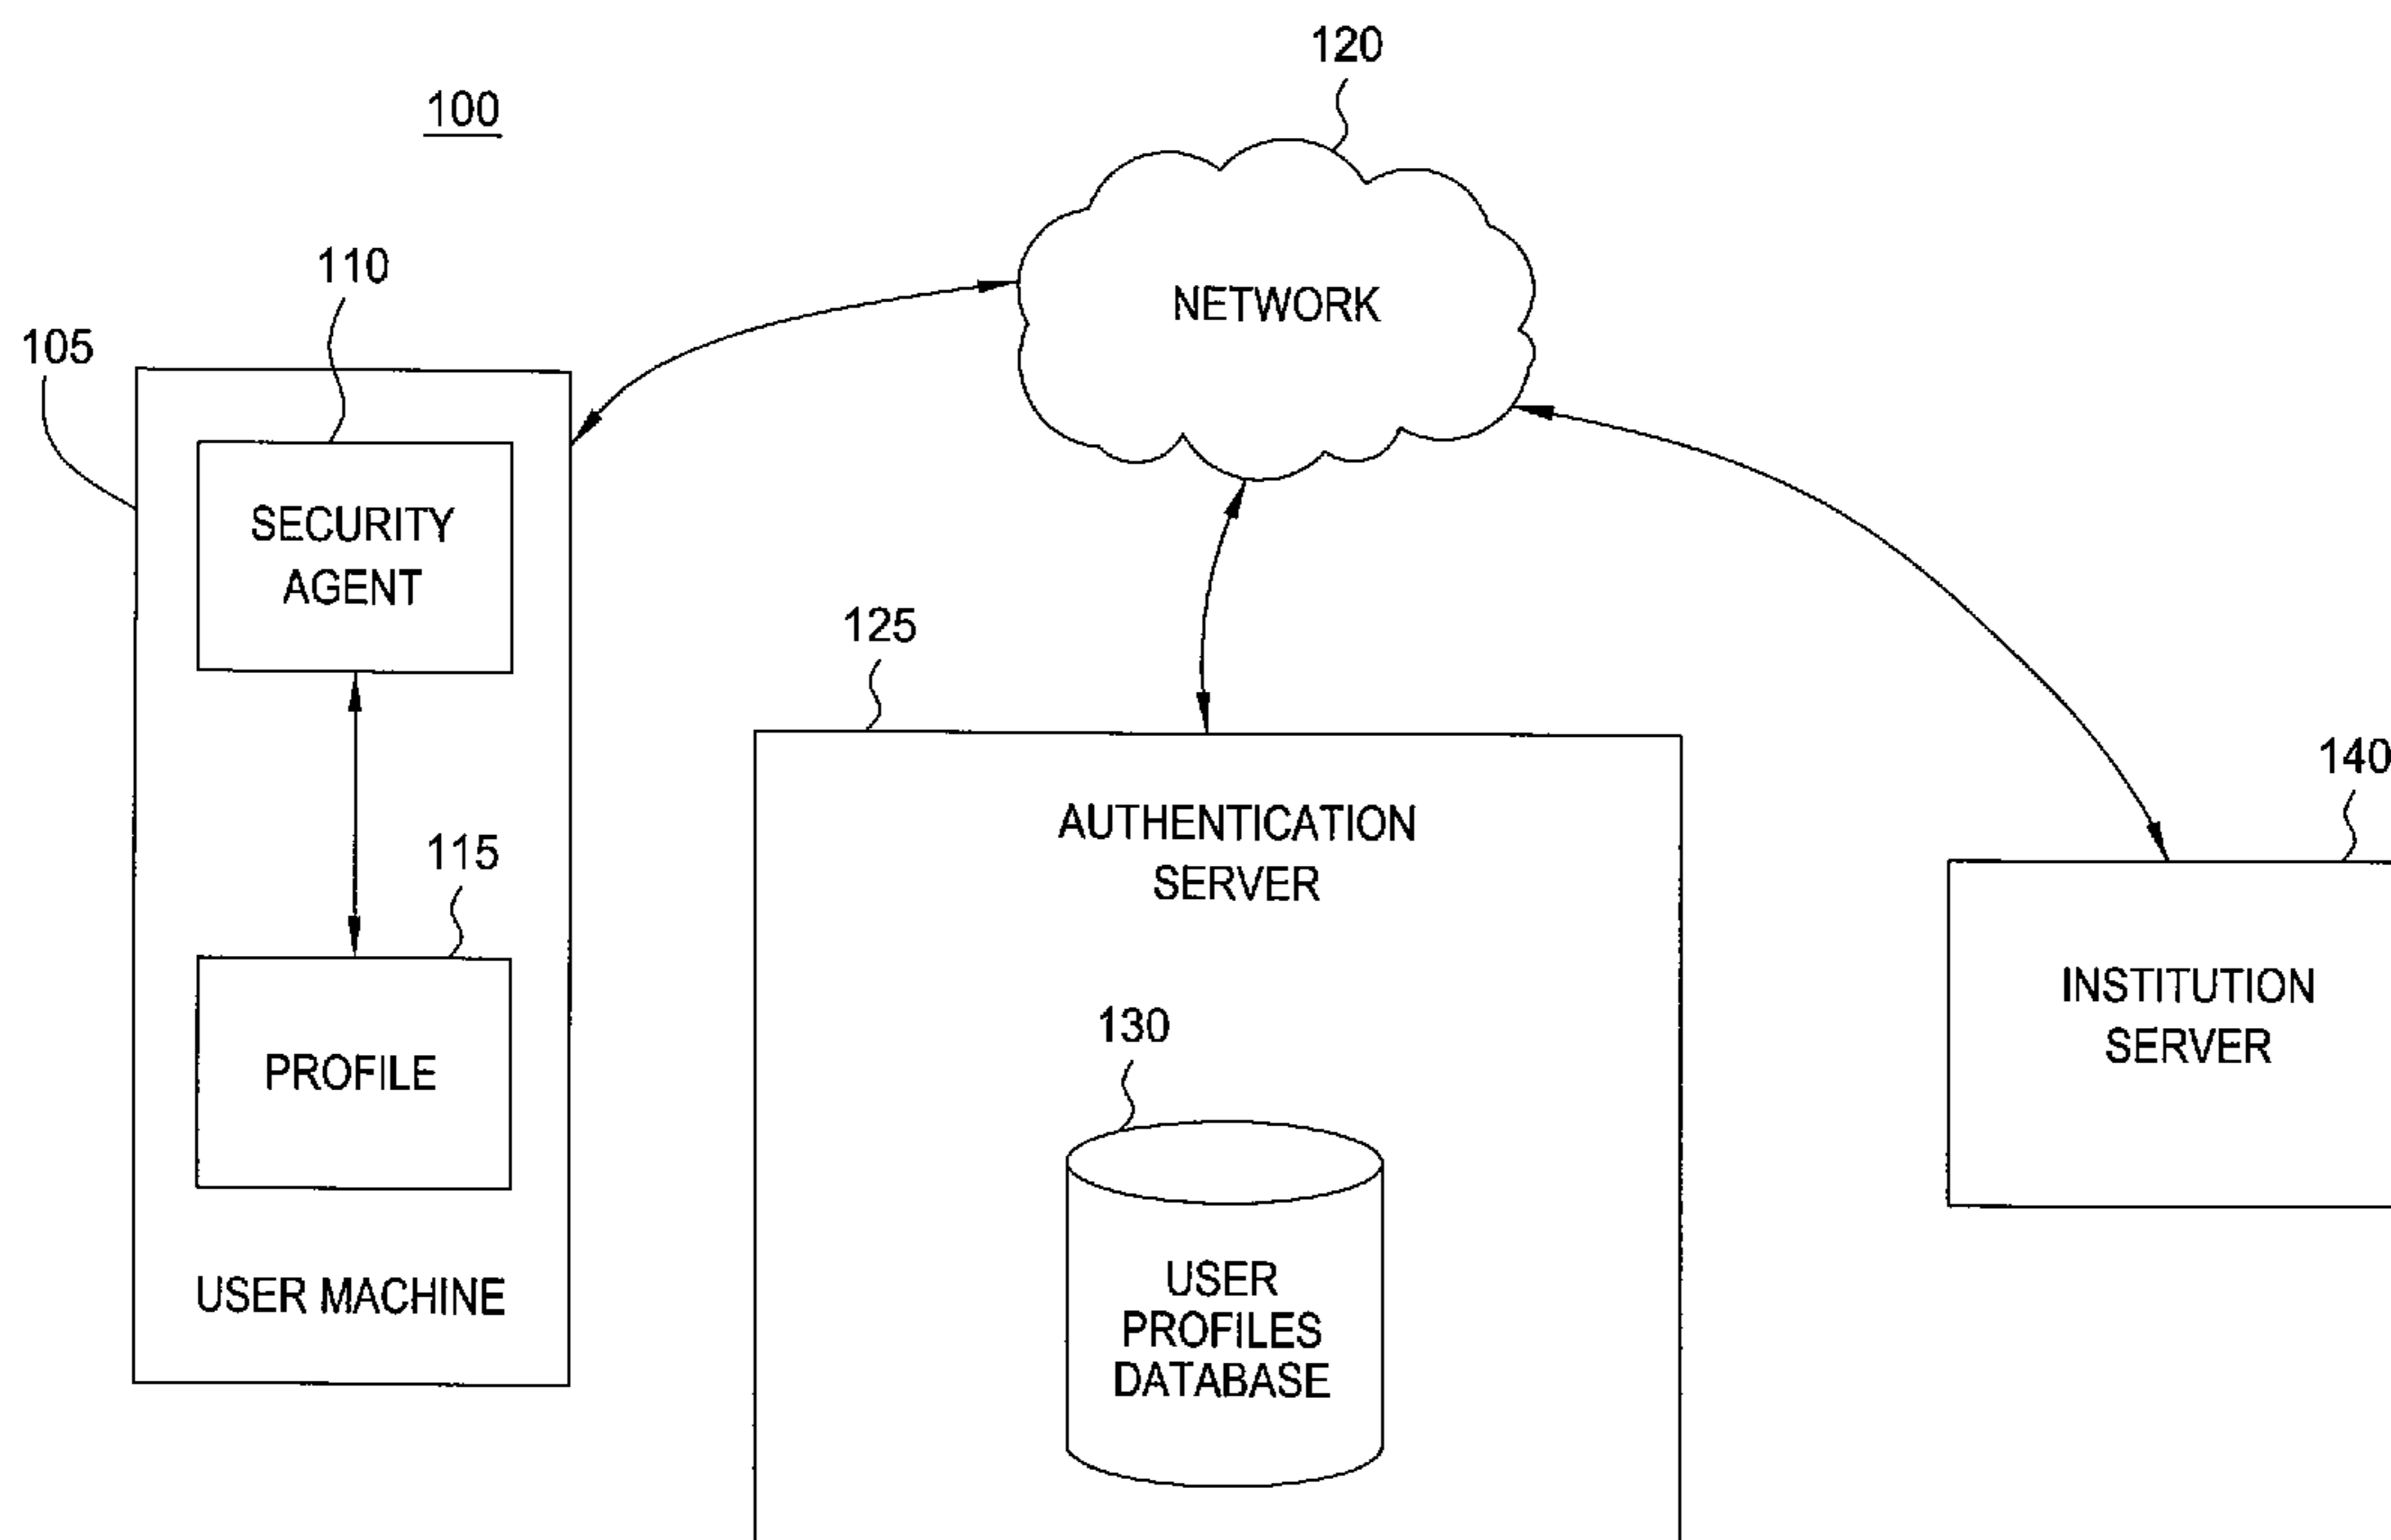 120
100
110
NETWORK
105
SECURITY
AGENT
125
140
AUTHENTICATION
SERVER
115
INSTITUTION
SERVER
130
PROFILE
USER
PROFILES
DATABASE
USER MACHINE